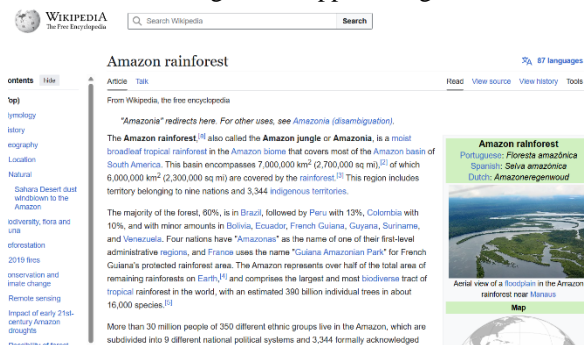 WIKIPEDIA
The Free Encyclopedia
Search Wikipedia
Search
Amazon rainforest
87 languages
Article Talk
Read View source View history Tools
From Wikipedia, the free encyclopedia
"Amazonia" redirects here. For other uses, see Amazonia (disambiguation).
The Amazon rainforest,[a] also called the Amazon jungle or Amazonia, is a moist
broadleaf tropical rainforest in the Amazon biome that covers most of the Amazon basin of
South America. This basin encompasses 7,000,000 km² (2,700,000 sq mi),[2] of which
6,000,000 km² (2,300,000 sq mi) are covered by the rainforest.[3] This region includes
territory belonging to nine nations and 3,344 indigenous territories.
The majority of the forest, 60%, is in Brazil, followed by Peru with 13%, Colombia with
10%, and with minor amounts in Bolivia, Ecuador, French Guiana, Guyana, Suriname,
and Venezuela. Four nations have "Amazonas" as the name of one of their first-level
administrative regions, and France uses the name "Guiana Amazonian Park" for French
Guiana's protected rainforest area. The Amazon represents over half of the total area of
remaining rainforests on Earth,[4] and comprises the largest and most biodiverse tract of
tropical rainforest in the world, with an estimated 390 billion individual trees in about
16,000 species.[5]
More than 30 million people of 350 different ethnic groups live in the Amazon, which are
subdivided into 9 different national political systems and 3,344 formally acknowledged
ontents hide
Top)
tymology
istory
eography
Location
Natural
Sahara Desert dust
windblown to the
Amazon
iodiversity, flora and
una
eforestation
2019 fires
onservation and
imate change
Remote sensing
Impact of early 21st-
century Amazon
droughts
Amazon rainforest
Portuguese: Floresta amazônica
Spanish: Selva amazónica
Dutch: Amazoneregenwoud
Aerial view of a floodplain in the Amazon
rainforest near Manaus
Map